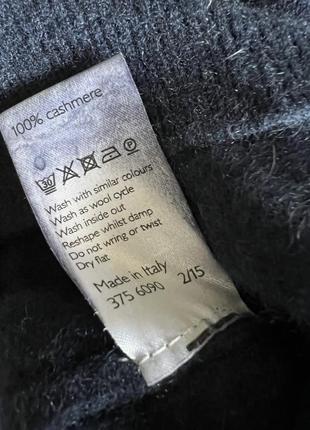 100% cashmere
30
Wash with similar colours
Wash as wool cycle
Wash inside out
Reshape whilst damp
Do not wring or twist
Dry flat
Made in Italy
375 6090 2/15